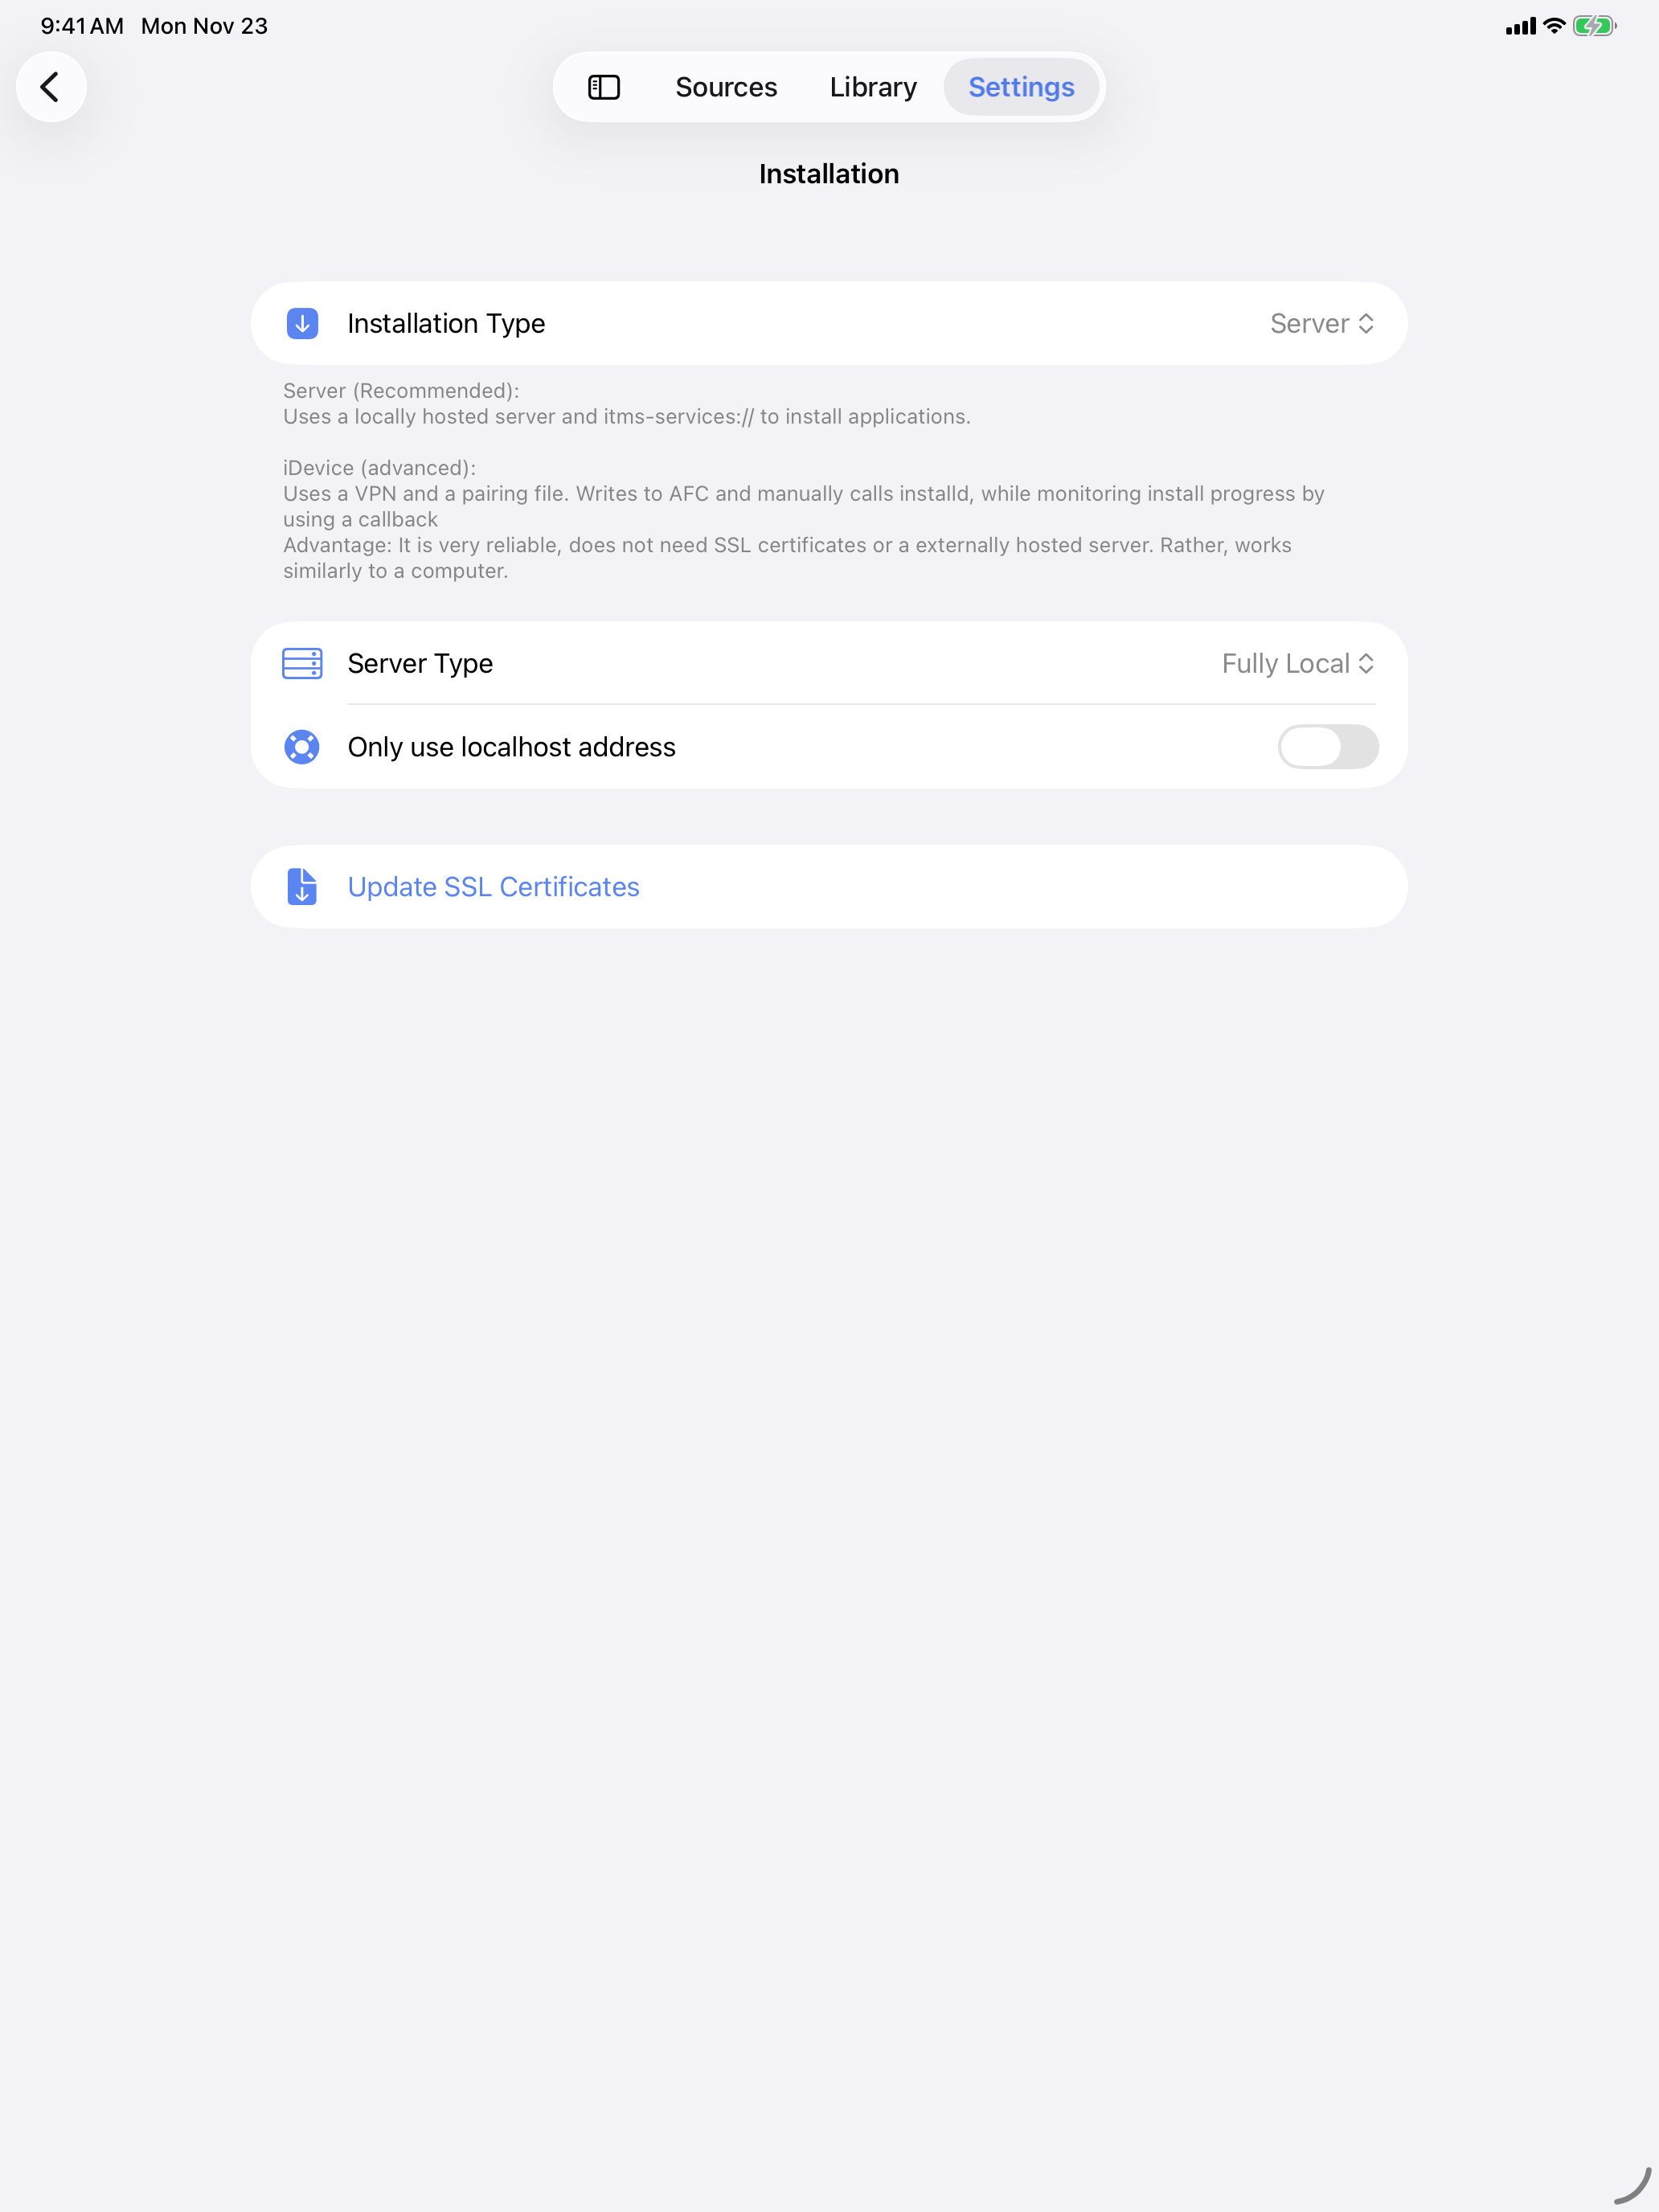 9:41 AM Mon Nov 23
Sources Library Settings
Installation
Installation Type Server
Server (Recommended):
Uses a locally hosted server and itms-services:// to install applications.
iDevice (advanced):
Uses a VPN and a pairing file. Writes to AFC and manually calls installd, while monitoring install progress by
using a callback
Advantage: It is very reliable, does not need SSL certificates or a externally hosted server. Rather, works
similarly to a computer.
Server Type Fully Local
Only use localhost address
Update SSL Certificates